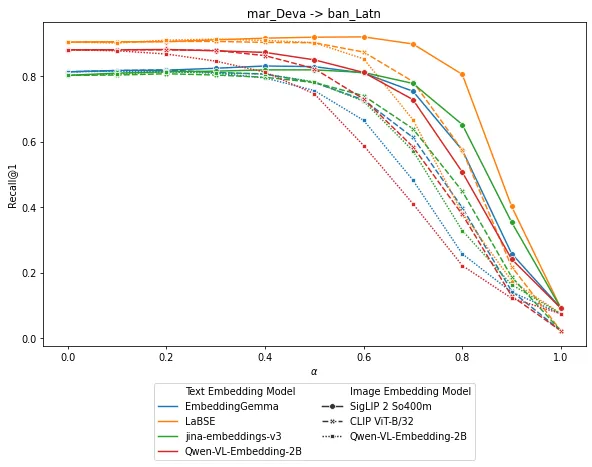 mar_Deva -> ban_Latn
Recall@1
0.8
0.6
0.4
0.2
0.0
0.0 0.2 0.4 0.6 0.8 1.0
α
Text Embedding Model Image Embedding Model
EmbeddingGemma SigLIP 2 So400m
LaBSE CLIP ViT-B/32
jina-embeddings-v3 Qwen-VL-Embedding-2B
Qwen-VL-Embedding-2B